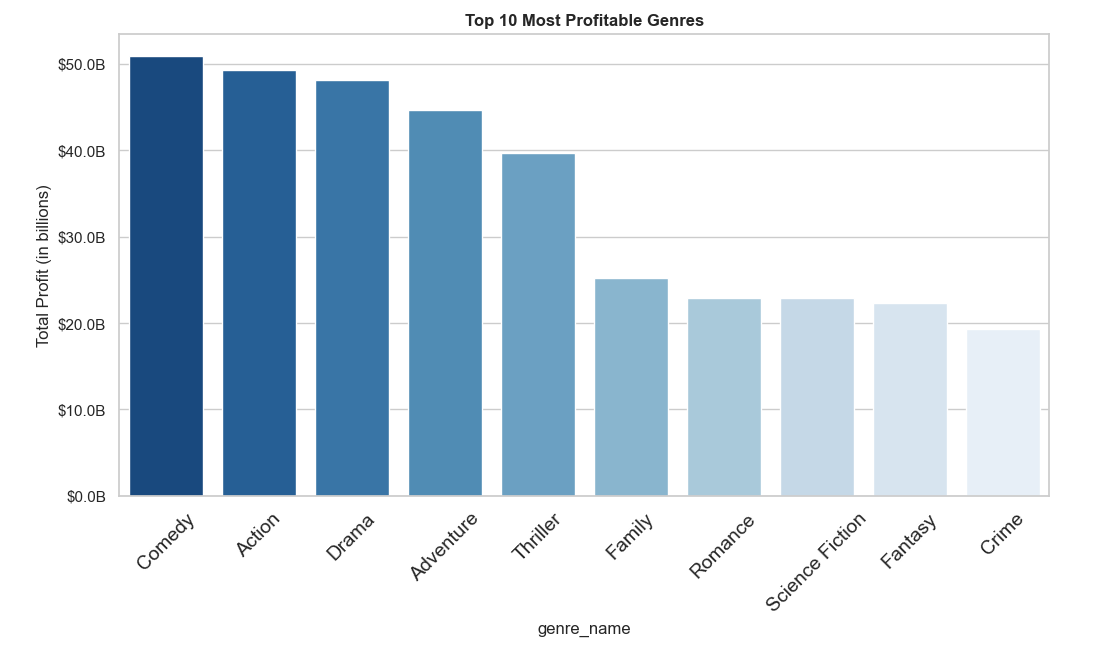 Top 10 Most Profitable Genres
Total Profit (in billions)
$50.0B
$40.0B
$30.0B
$20.0B
$10.0B
$0.0B
Comedy
Action
Drama
Adventure
Thriller
Family
Romance
Science Fiction
Fantasy
Crime
genre_name